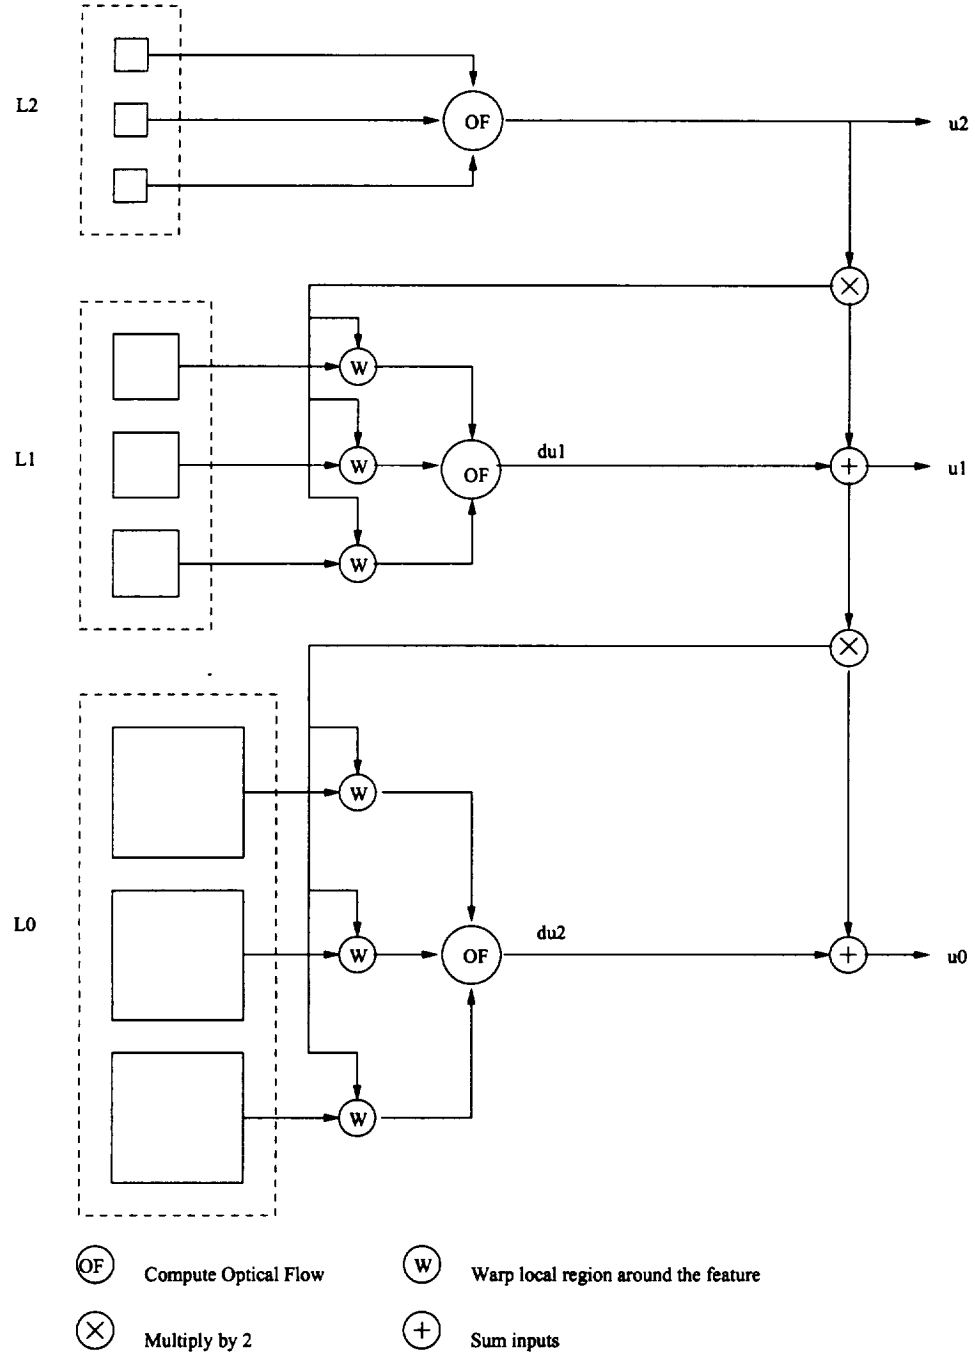 L2
OF
u2
×
W
L1
W
OF
du1
+
u1
W
×
W
L0
W
OF
du2
+
u0
W
OF Compute Optical Flow
W Warp local region around the feature
× Multiply by 2
+ Sum inputs